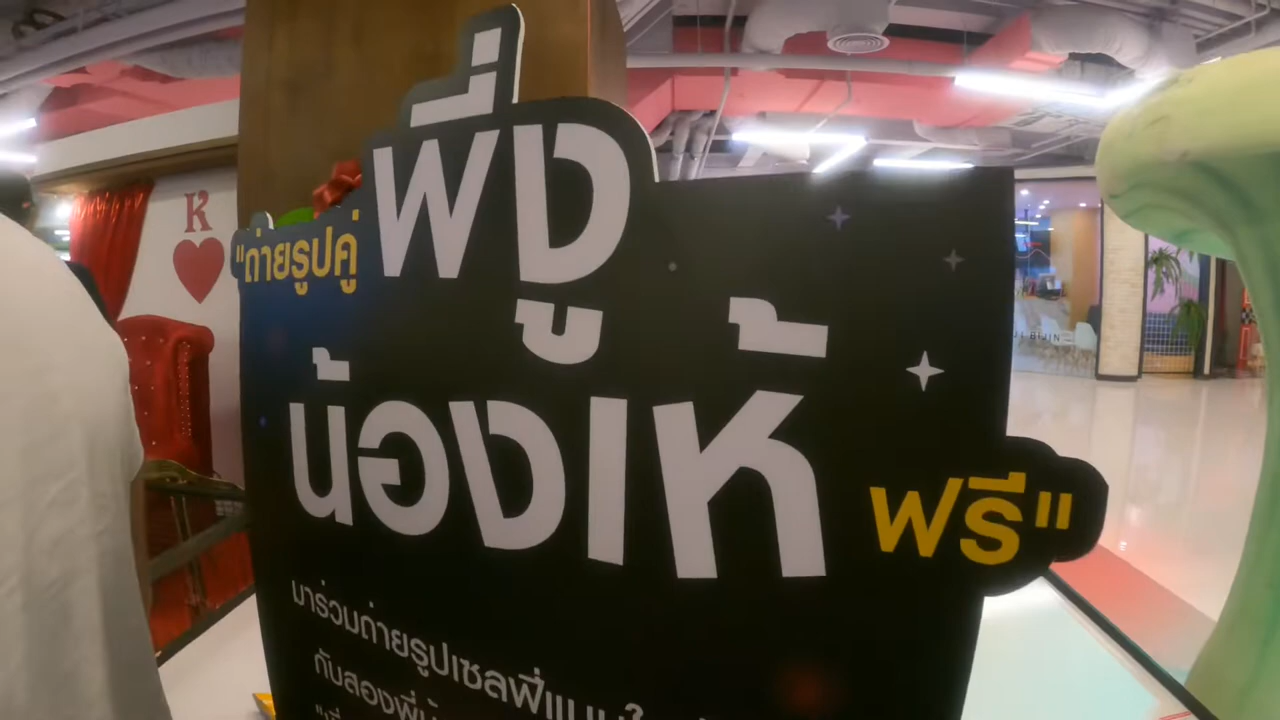 K
"ถ่ายรูปคู่
พี่งู
น้องเห้
ฟรี"
มาร่วมถ่ายรูปเซลฟี่แบบ
กับสองพี่น้
BIJIN